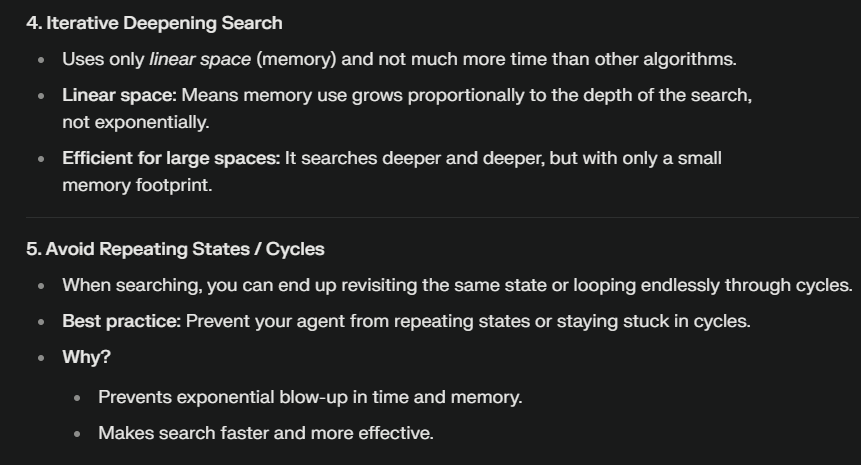 4. Iterative Deepening Search
Uses only linear space (memory) and not much more time than other algorithms.
Linear space: Means memory use grows proportionally to the depth of the search,
not exponentially.
Efficient for large spaces: It searches deeper and deeper, but with only a small
memory footprint.
5. Avoid Repeating States / Cycles
When searching, you can end up revisiting the same state or looping endlessly through cycles.
Best practice: Prevent your agent from repeating states or staying stuck in cycles.
Why?
Prevents exponential blow-up in time and memory.
Makes search faster and more effective.